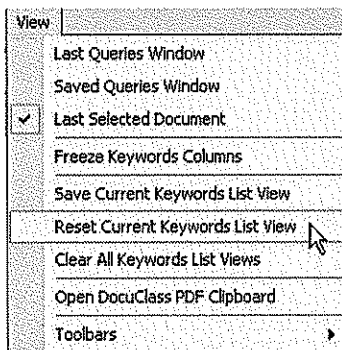 View
Last Queries Window
Saved Queries Window
Last Selected Document
Freeze Keywords Columns
Save Current Keywords List View
Reset Current Keywords List View
Clear All Keywords List Views
Open DocuClass PDF Clipboard
Toolbars